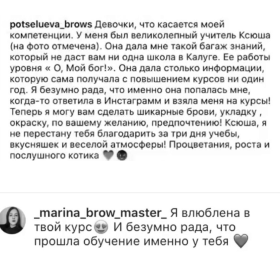 potselueva_brows Девочки, что касается моей
компетенции. У меня был великолепный учитель Ксюша
(на фото отмечена). Она дала мне такой багаж знаний,
который не даст вам ни одна школа в Калуге. Ее работы
уровня « О, Мой бог!». Она дала столько информации,
которую сама получала с повышением курсов ни один
год. Я безумно рада, что именно она попалась мне,
когда-то ответила в Инстаграмм и взяла меня на курсы!
Теперь я могу вам сделать шикарные брови, укладку ,
окраску, по вашему желанию, предпочтению! Ксюша, я
не перестану тебя благодарить за три дня учебы,
вкусняшек и веселой атмосферы! Процветания, роста и
послушного котика 🖤🌚
_marina_brow_master_ Я влюблена в
твой курс😍 И безумно рада, что
прошла обучение именно у тебя 🖤